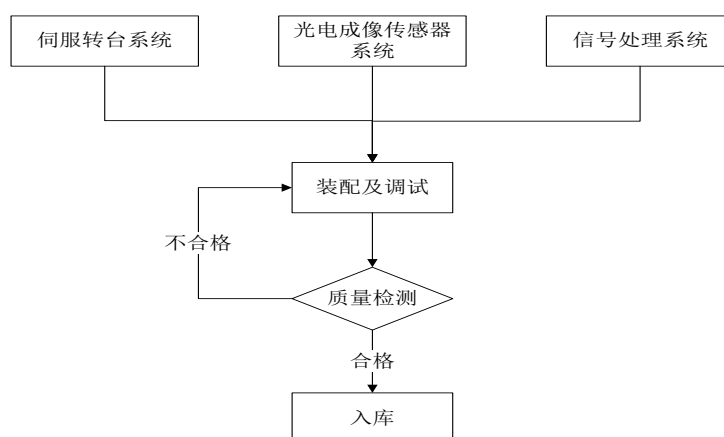 伺服转台系统
光电成像传感器
系统
信号处理系统
装配及调试
不合格
质量检测
合格
入库